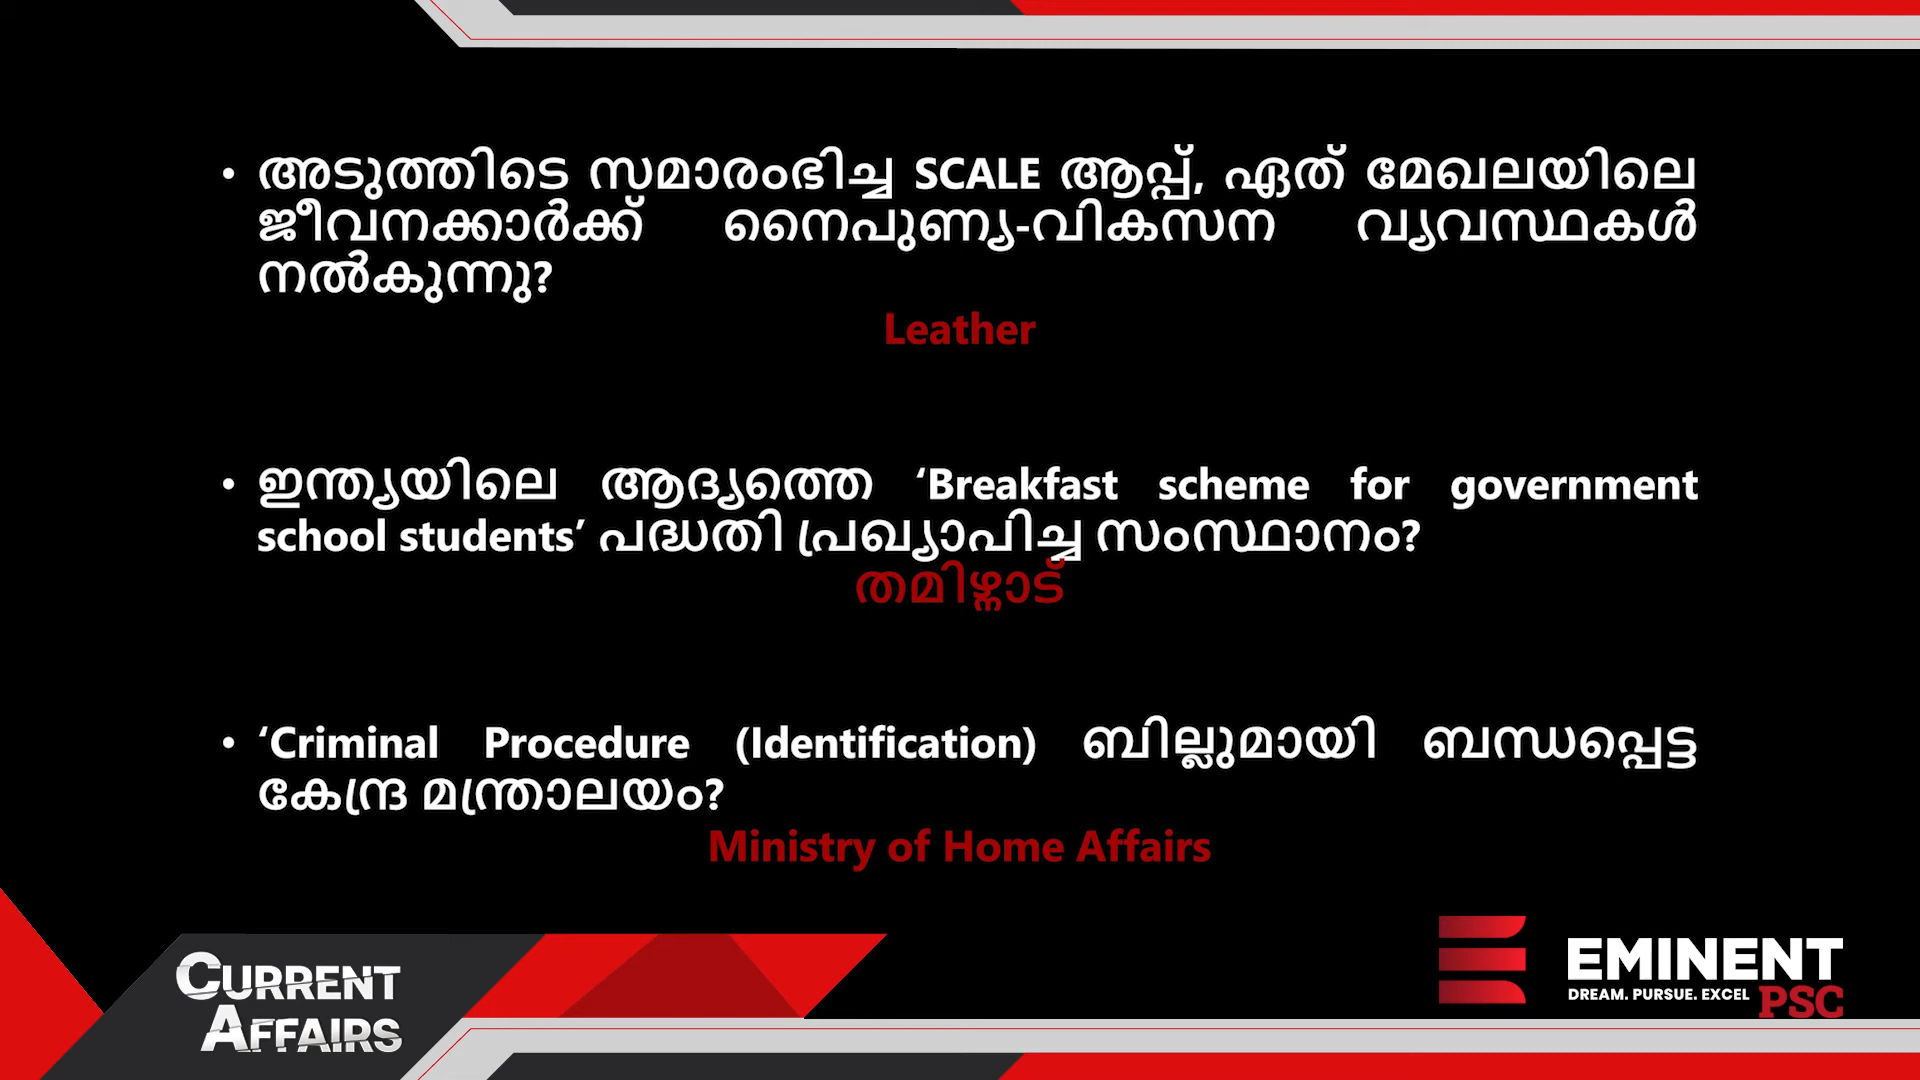 • അടുത്തിടെ സമാരംഭിച്ച SCALE ആപ്പ്, ഏത് മേഖലയിലെ
ജീവനക്കാർക്ക് നൈപുണ്യ-വികസന വ്യവസ്ഥകൾ
നൽകുന്നു?
Leather
• ഇന്ത്യയിലെ ആദ്യത്തെ ‘Breakfast scheme for government
school students’ പദ്ധതി പ്രഖ്യാപിച്ച സംസ്ഥാനം?
തമിഴ്നാട്
• ‘Criminal Procedure (Identification) ബില്ലുമായി ബന്ധപ്പെട്ട
കേന്ദ്ര മന്ത്രാലയം?
Ministry of Home Affairs
CURRENT
AFFAIRS
EMINENT
DREAM. PURSUE. EXCEL PSC